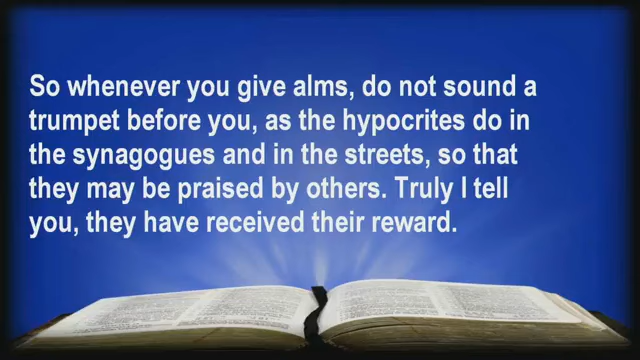 So whenever you give alms, do not sound a
trumpet before you, as the hypocrites do in
the synagogues and in the streets, so that
they may be praised by others. Truly I tell
you, they have received their reward.